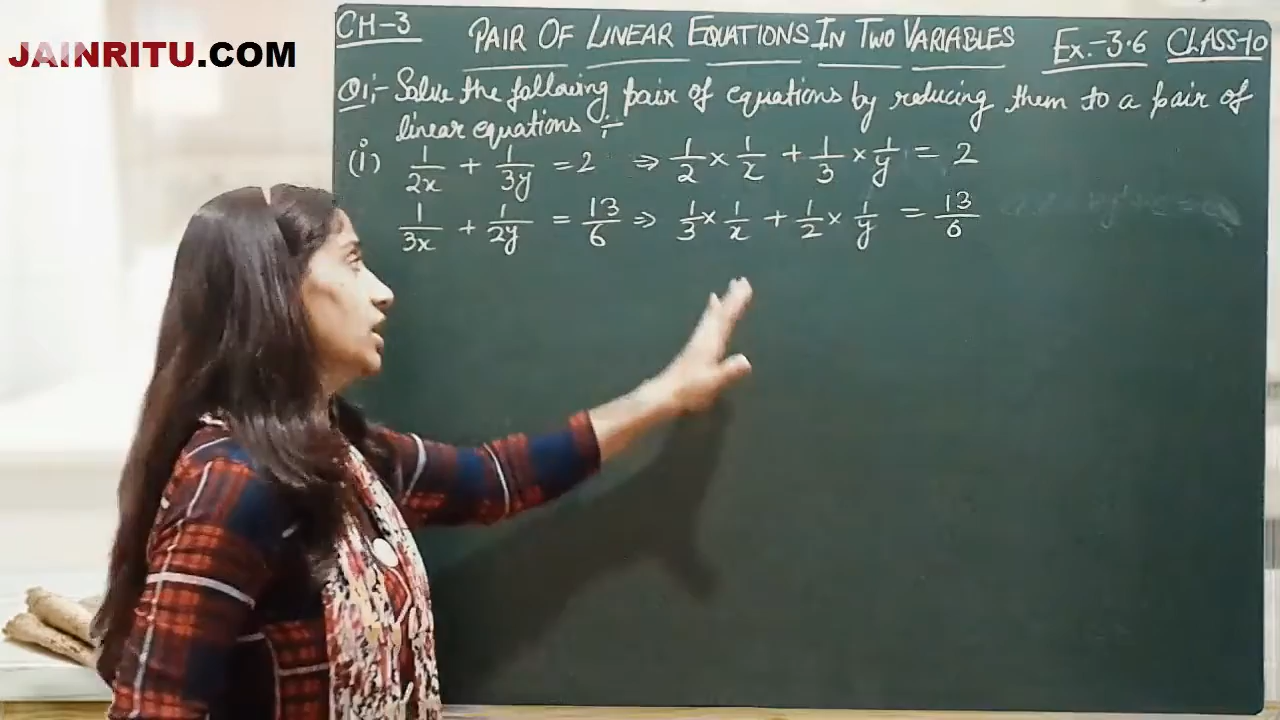 JAINRITU.COM
CH-3 PAIR OF LINEAR EQUATIONS IN TWO VARIABLES Ex.-3.6 CLASS-10
Q1:- Solve the following pair of equations by reducing them to a pair of
linear equations :-
(i) 1/2x + 1/3y = 2 ⇒ 1/2 × 1/x + 1/3 × 1/y = 2
1/3x + 1/2y = 13/6 ⇒ 1/3 × 1/x + 1/2 × 1/y = 13/6